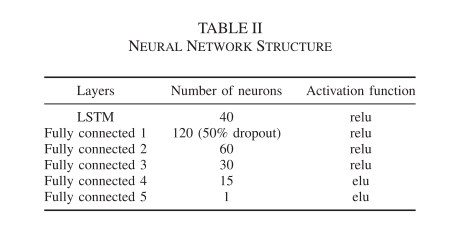 TABLE II
NEURAL NETWORK STRUCTURE
Layers Number of neurons Activation function
LSTM 40 relu
Fully connected 1 120 (50% dropout) relu
Fully connected 2 60 relu
Fully connected 3 30 relu
Fully connected 4 15 elu
Fully connected 5 1 elu